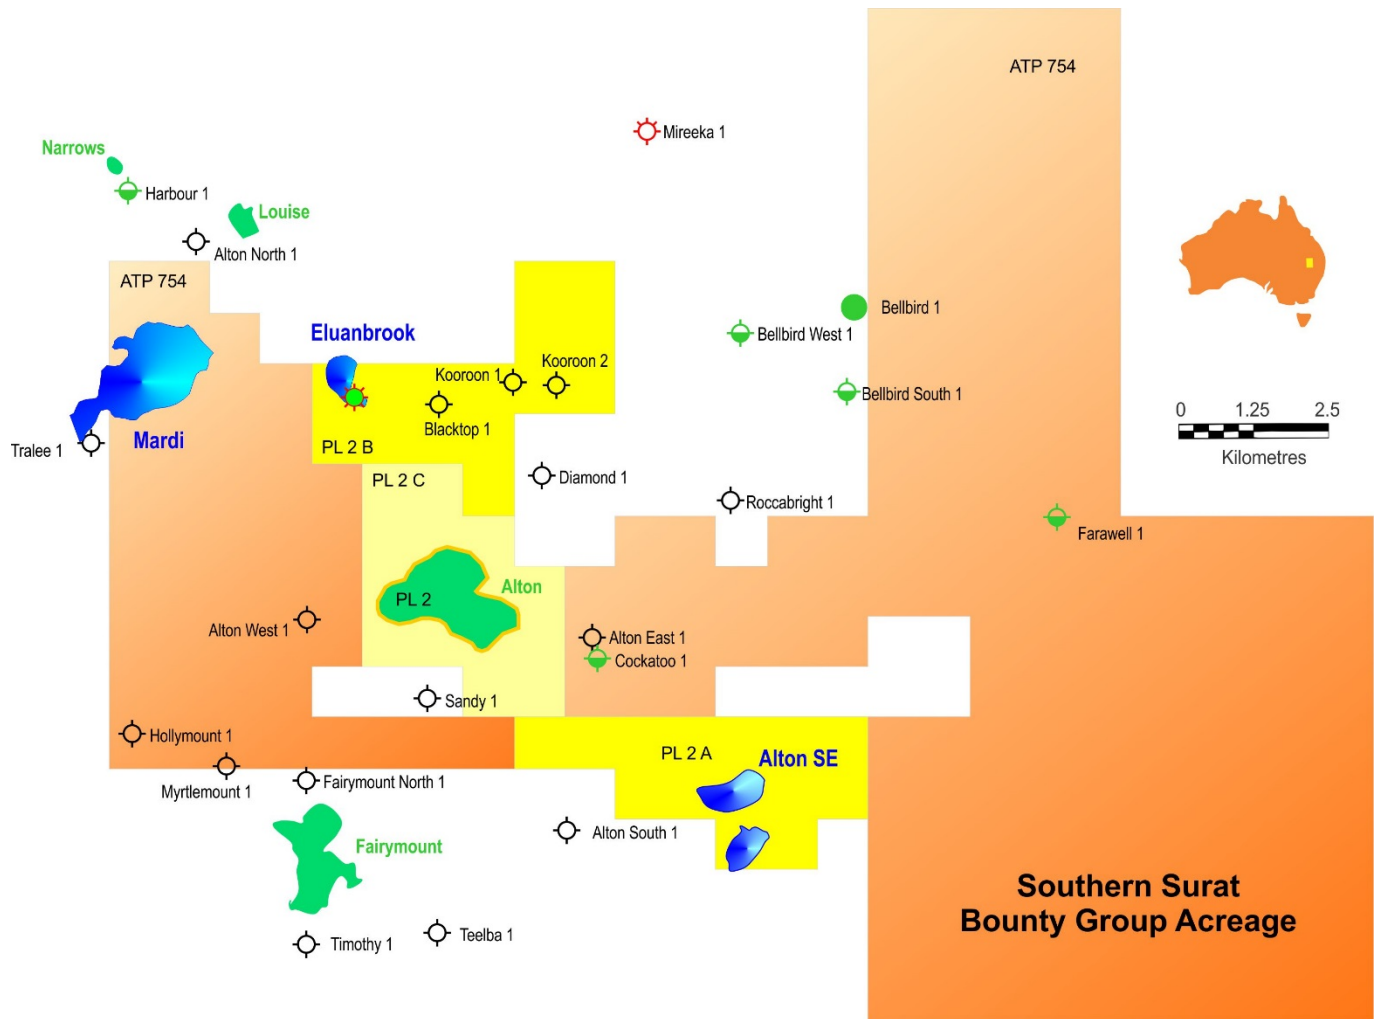 ATP 754
Mireeka 1
Narrows
Harbour 1
Louise
Alton North 1
ATP 754
Bellbird 1
Eluanbrook
Bellbird West 1
Kooroon 1
Kooroon 2
Bellbird South 1
0 1.25 2.5
Kilometres
Blacktop 1
Tralee 1
Mardi
PL 2 B
PL 2 C
Diamond 1
Roccabright 1
Farawell 1
Alton
PL 2
Alton West 1
Alton East 1
Cockatoo 1
Sandy 1
Hollymount 1
PL 2 A
Alton SE
Myrtlemount 1
Fairymount North 1
Alton South 1
Fairymount
Southern Surat
Bounty Group Acreage
Timothy 1
Teelba 1